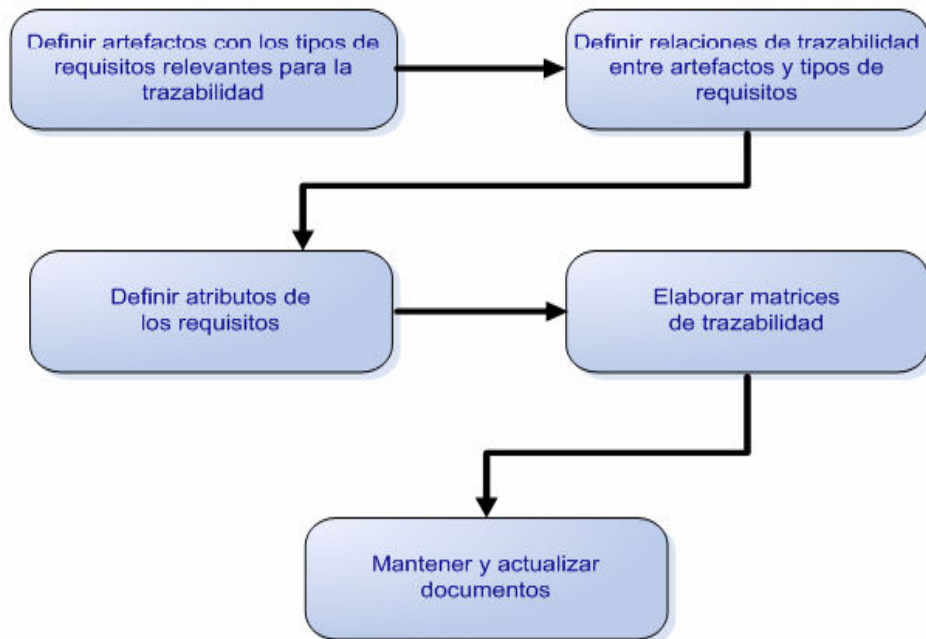 Definir artefactos con los tipos de
requisitos relevantes para la
trazabilidad
Definir relaciones de trazabilidad
entre artefactos y tipos de
requisitos
Definir atributos de
los requisitos
Elaborar matrices
de trazabilidad
Mantener y actualizar
documentos